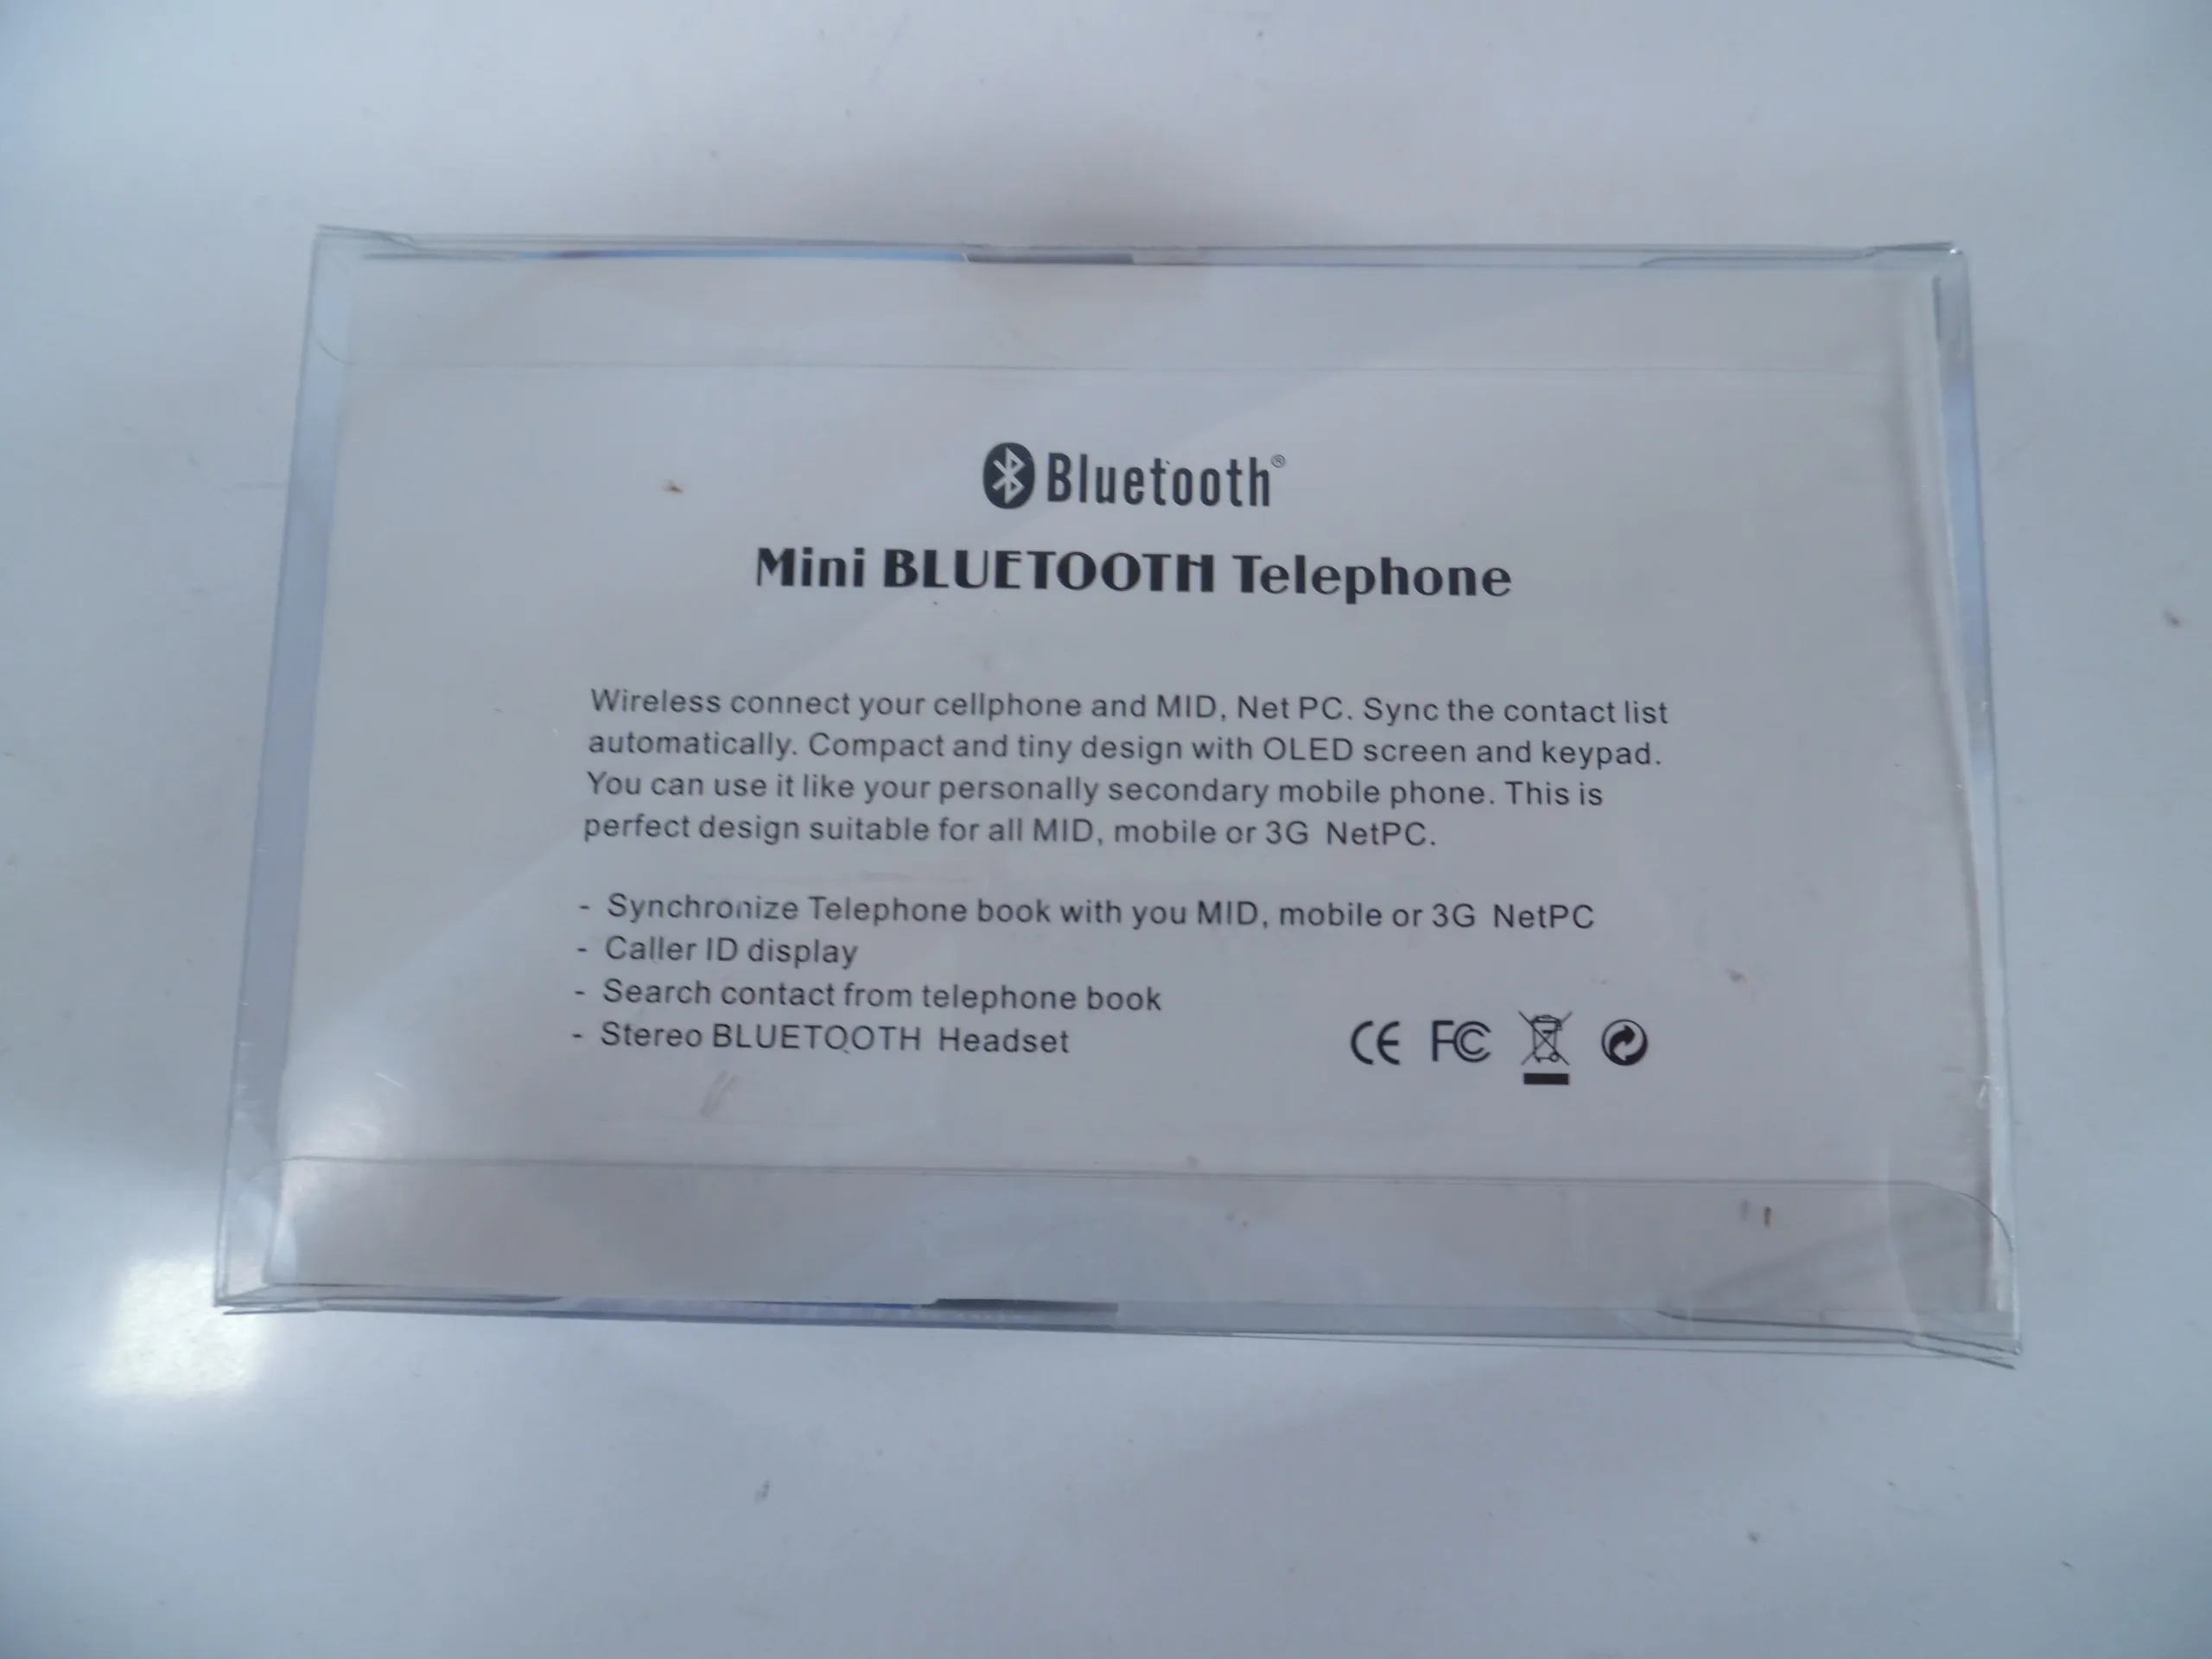 Bluetooth®
Mini BLUETOOTH Telephone
Wireless connect your cellphone and MID, Net PC. Sync the contact list
automatically. Compact and tiny design with OLED screen and keypad.
You can use it like your personally secondary mobile phone. This is
perfect design suitable for all MID, mobile or 3G NetPC.
- Synchronize Telephone book with you MID, mobile or 3G NetPC
- Caller ID display
- Search contact from telephone book
- Stereo BLUETOOTH Headset
CE FC